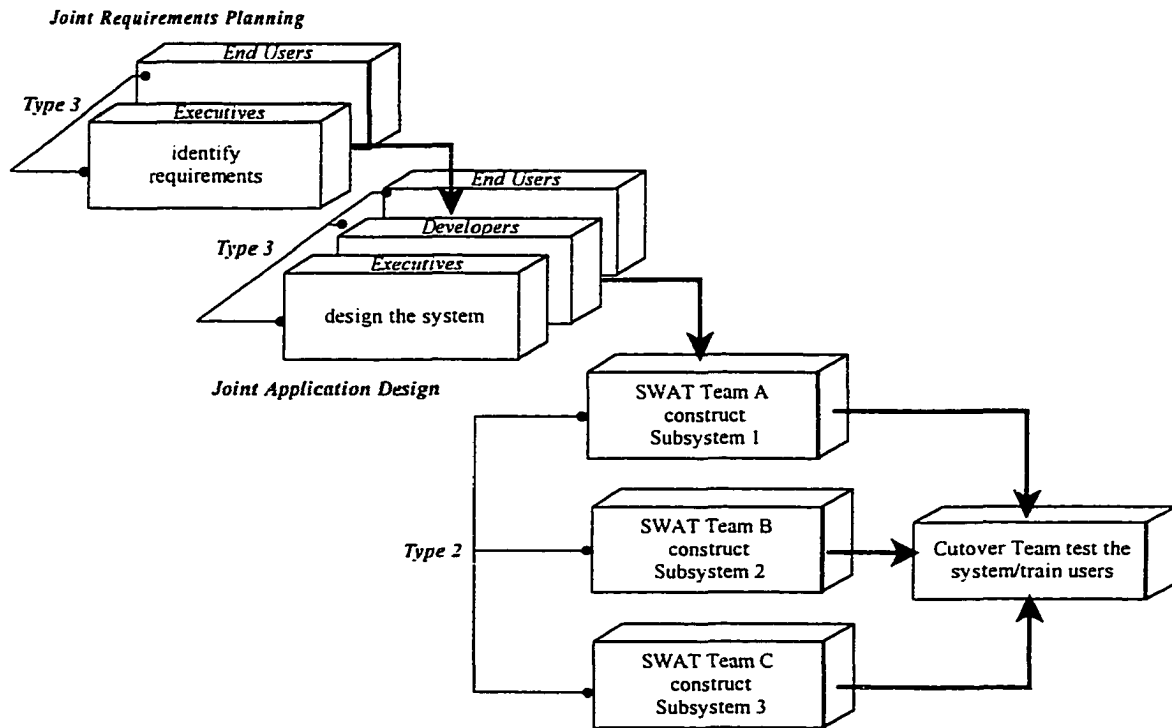 Joint Requirements Planning
End Users
Type 3
Executives
identify
requirements
End Users
Developers
Type 3
Executives
design the system
Joint Application Design
SWAT Team A
construct
Subsystem 1
Type 2
SWAT Team B
construct
Subsystem 2
Cutover Team test the
system/train users
SWAT Team C
construct
Subsystem 3